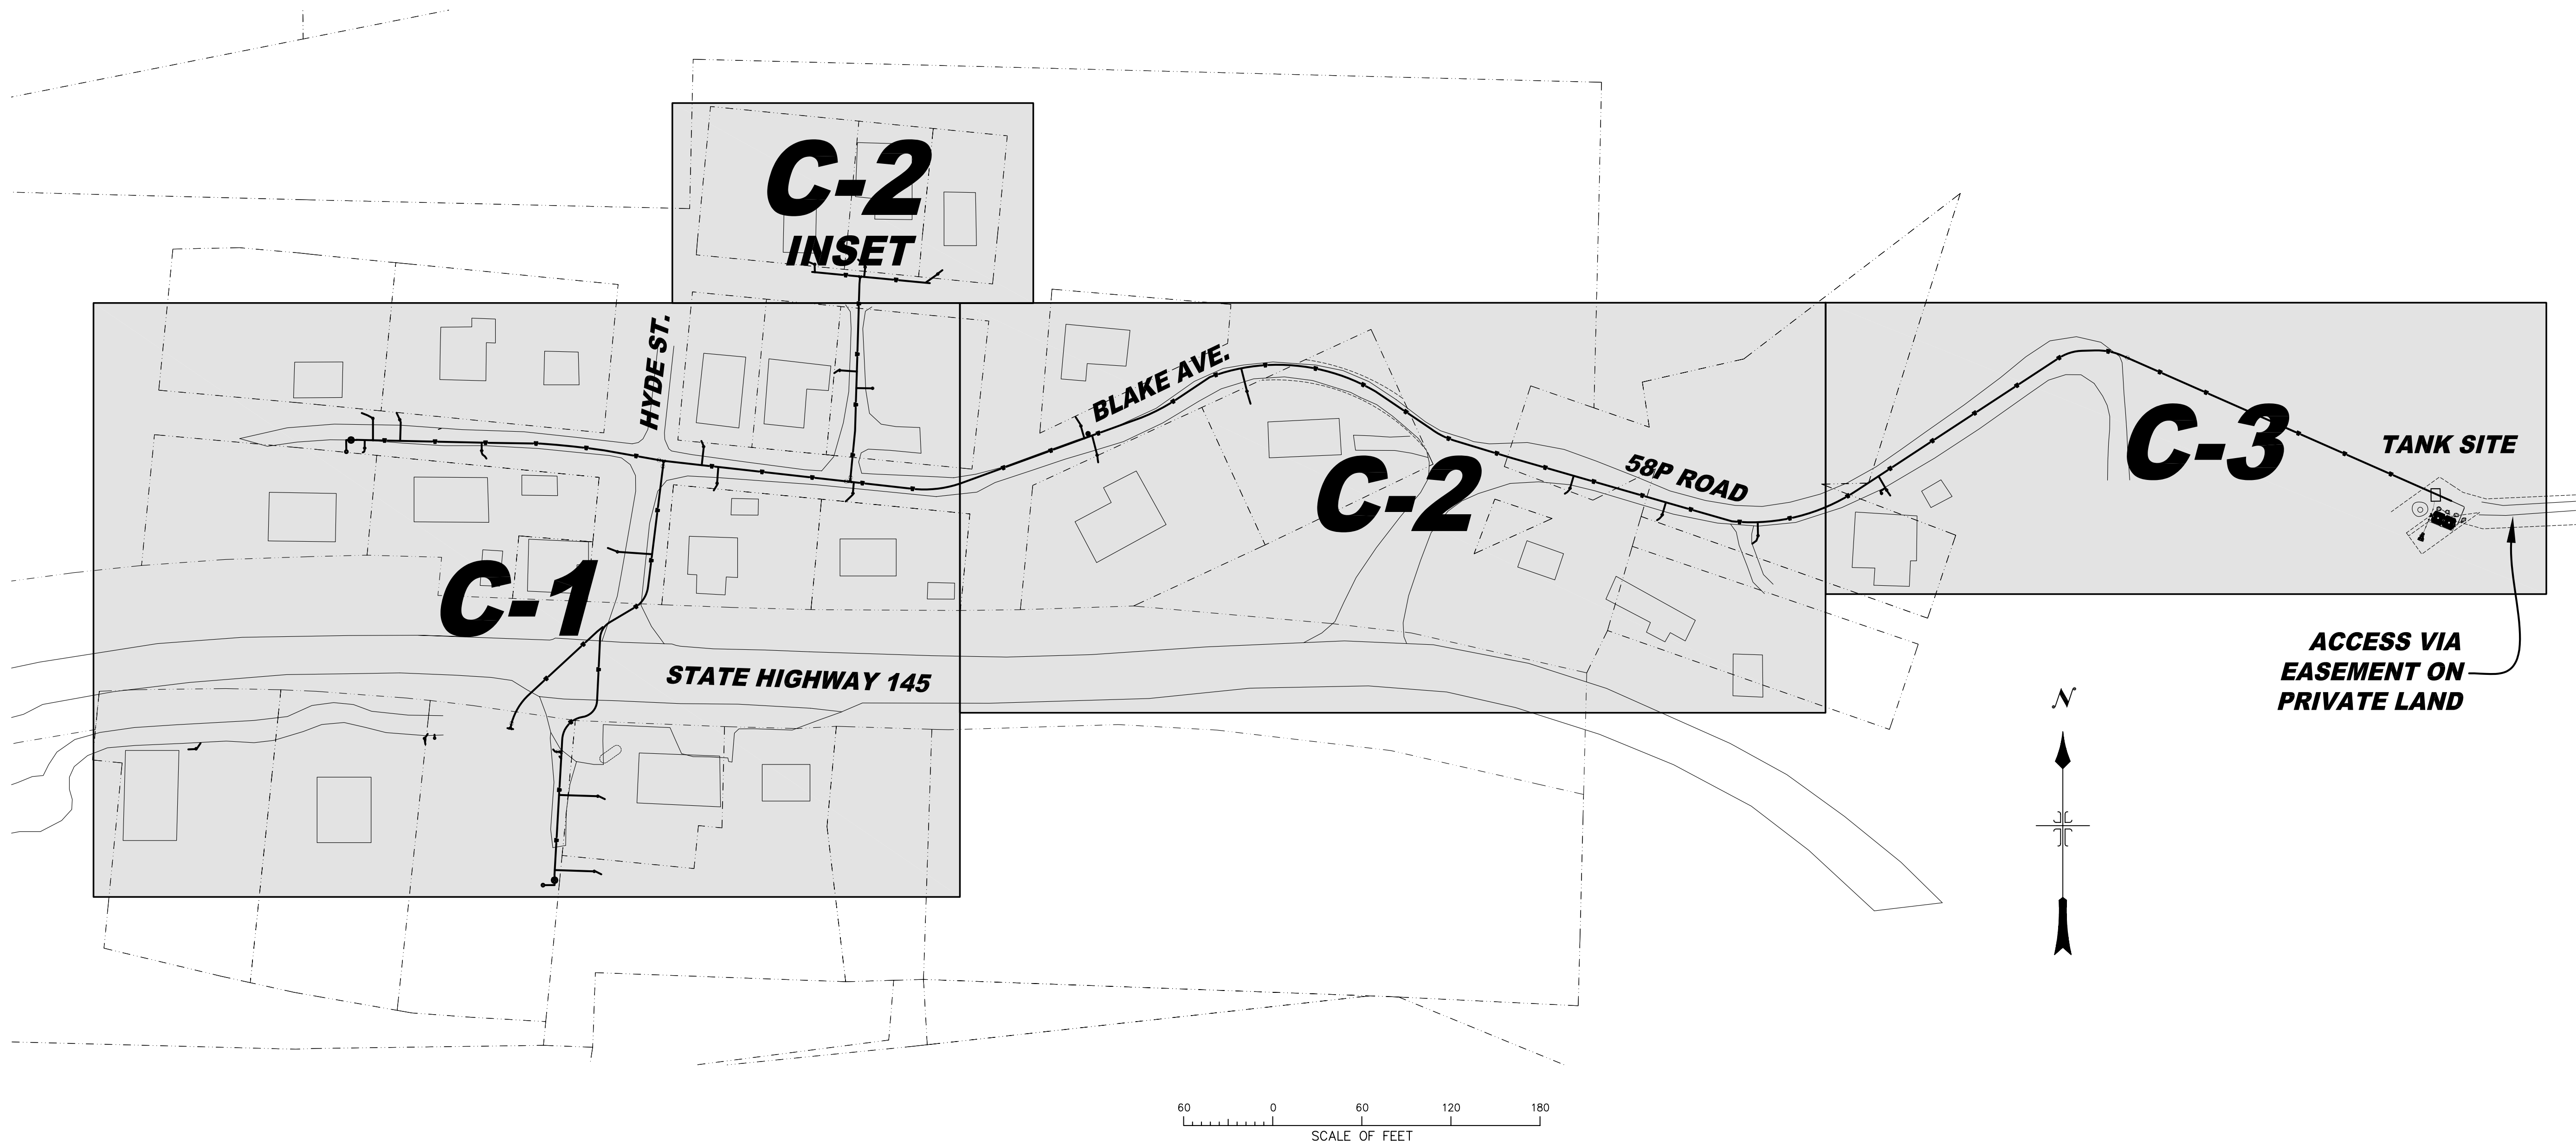 C-2
INSET
HYDE ST.
BLAKE AVE.
C-3
TANK SITE
C-2
58P ROAD
C-1
STATE HIGHWAY 145
ACCESS VIA
EASEMENT ON
PRIVATE LAND
N
60 0 60 120 180
SCALE OF FEET